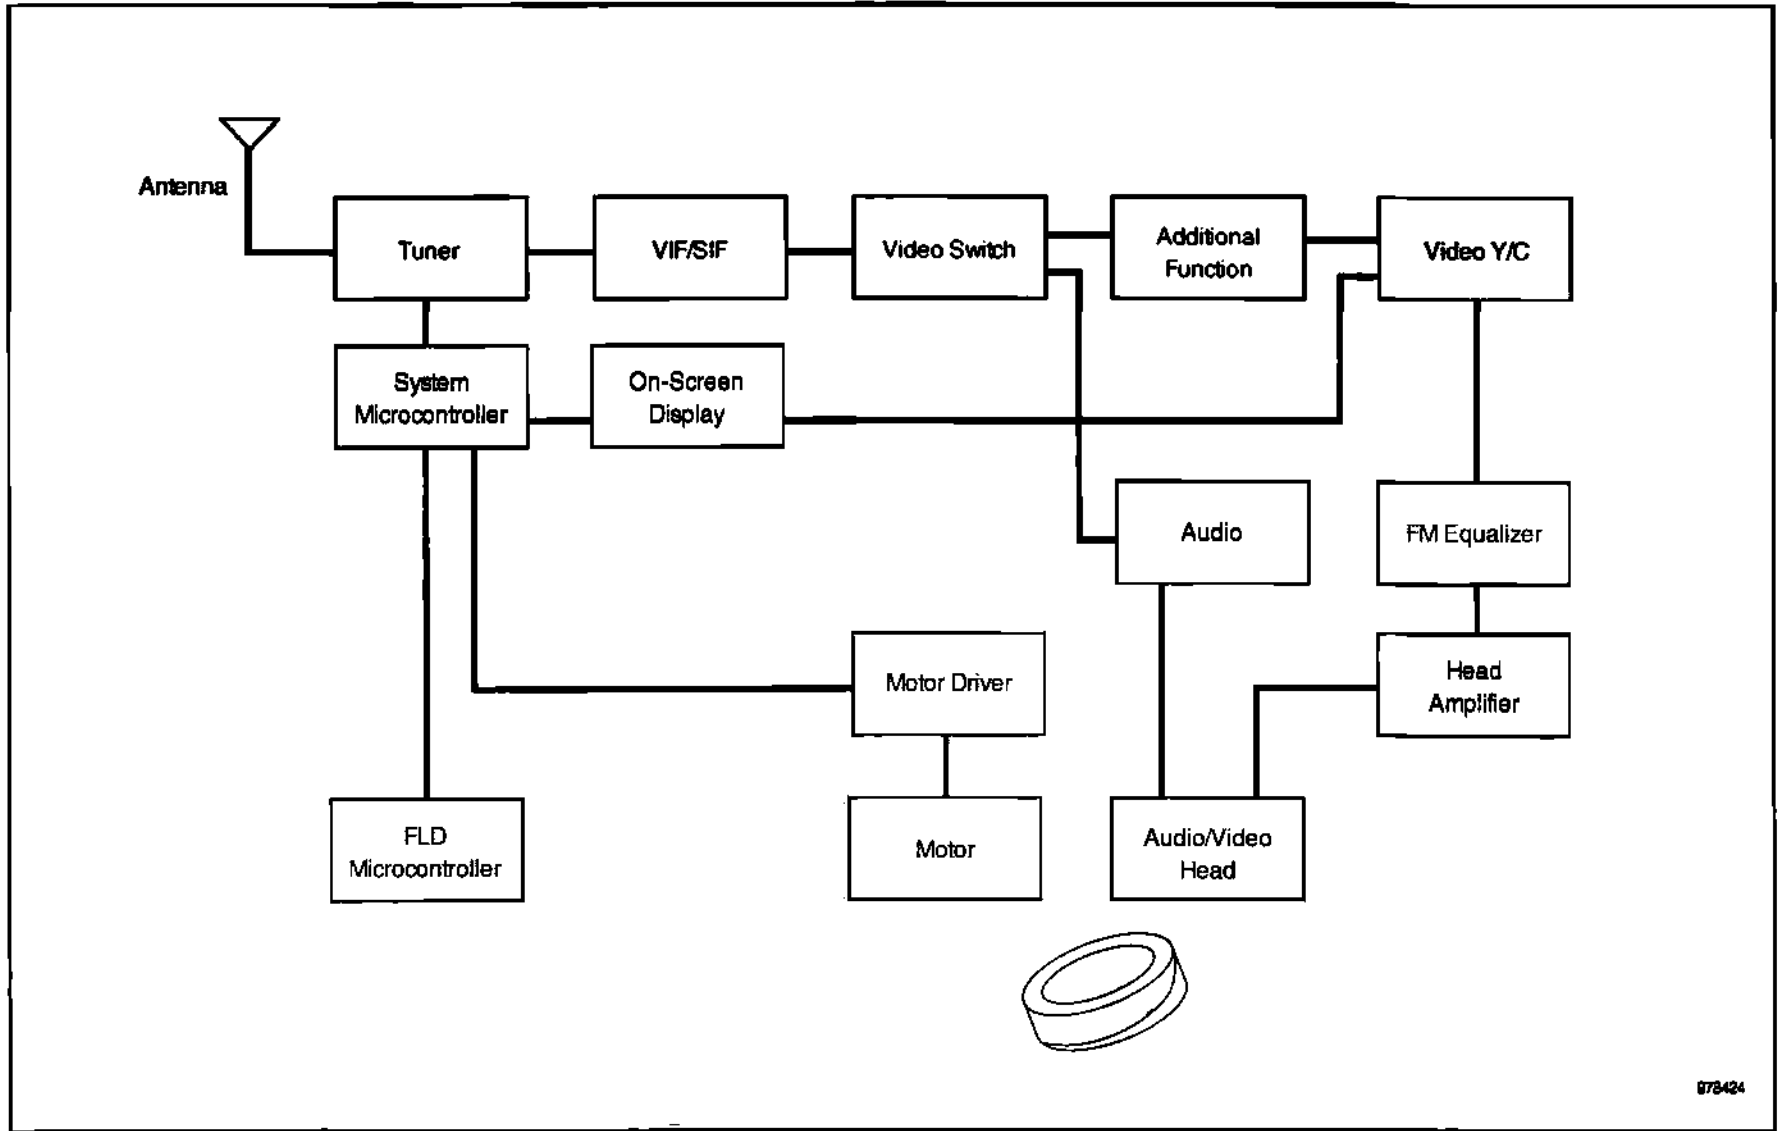 Antenna
Tuner
VIF/SIF
Video Switch
Additional
Function
Video Y/C
System
Microcontroller
On-Screen
Display
Audio
FM Equalizer
Motor Driver
Head
Amplifier
FLD
Microcontroller
Motor
Audio/Video
Head
978424